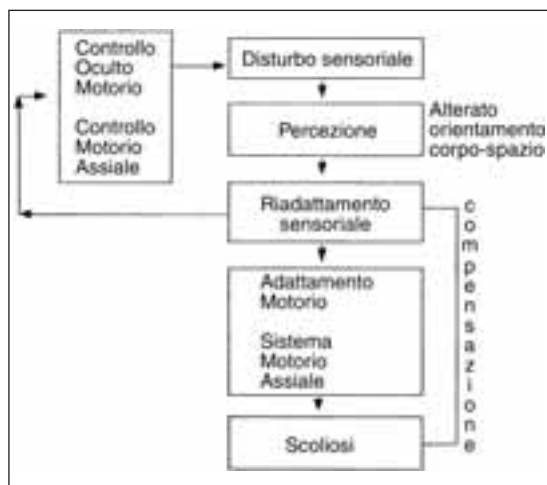 Controllo
Oculto
Motorio
Controllo
Motorio
Assiale
Disturbo sensoriale
Percezione
Alterato
orientamento
corpo-spazio
Riadattamento
sensoriale
Adattamento
Motorio
Sistema
Motorio
Assiale
Scoliosi
compensazione